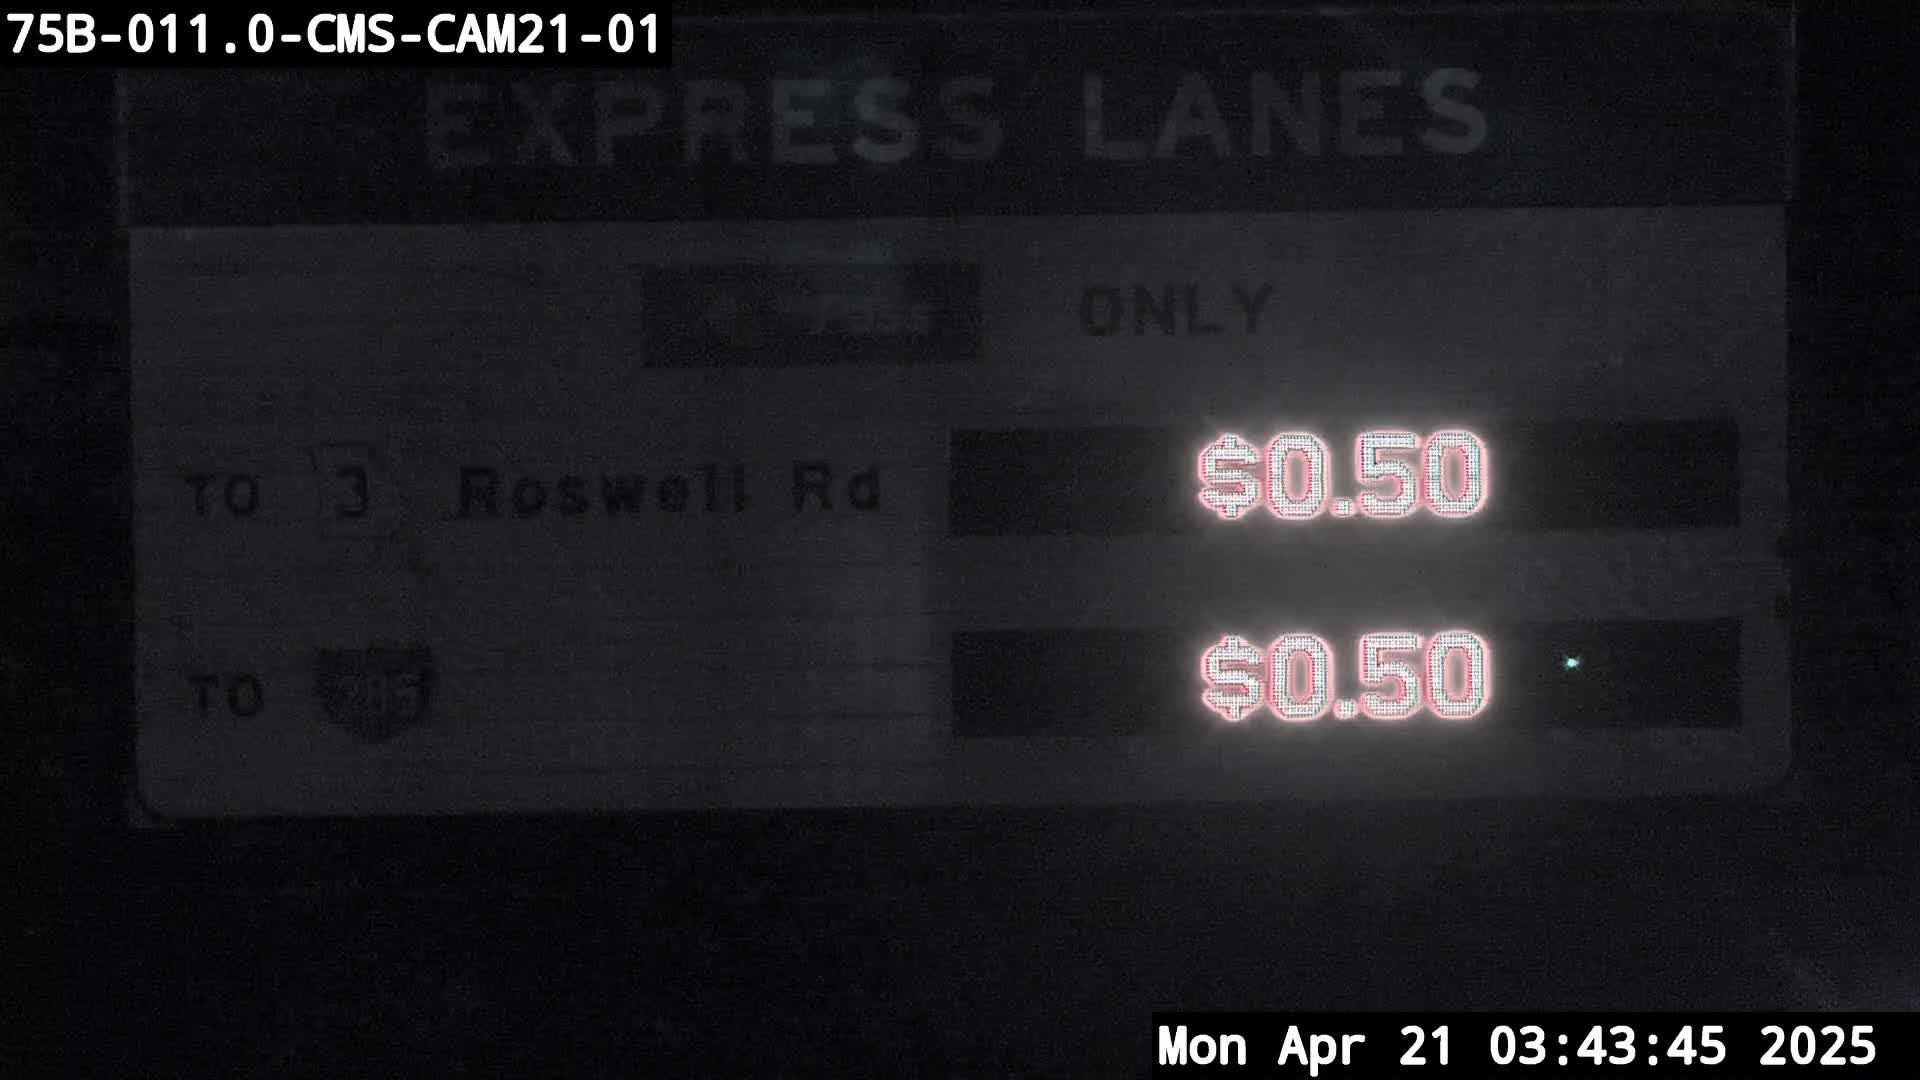 75B-011.0-CMS-CAM21-01
EXPRESS LANES
Pass ONLY
TO 3 Roswell Rd $0.50
TO $0.50
Mon Apr 21 03:43:45 2025